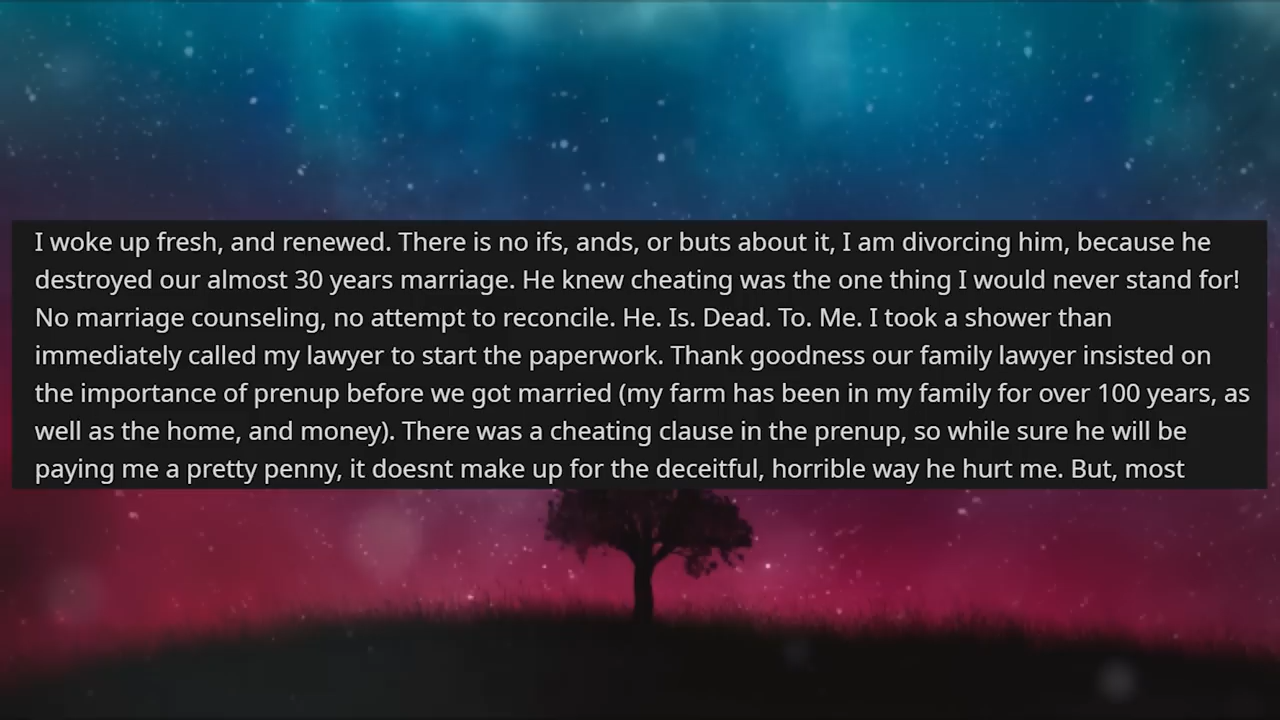 I woke up fresh, and renewed. There is no ifs, ands, or buts about it, I am divorcing him, because he
destroyed our almost 30 years marriage. He knew cheating was the one thing I would never stand for!
No marriage counseling, no attempt to reconcile. He. Is. Dead. To. Me. I took a shower than
immediately called my lawyer to start the paperwork. Thank goodness our family lawyer insisted on
the importance of prenup before we got married (my farm has been in my family for over 100 years, as
well as the home, and money). There was a cheating clause in the prenup, so while sure he will be
paying me a pretty penny, it doesnt make up for the deceitful, horrible way he hurt me. But, most